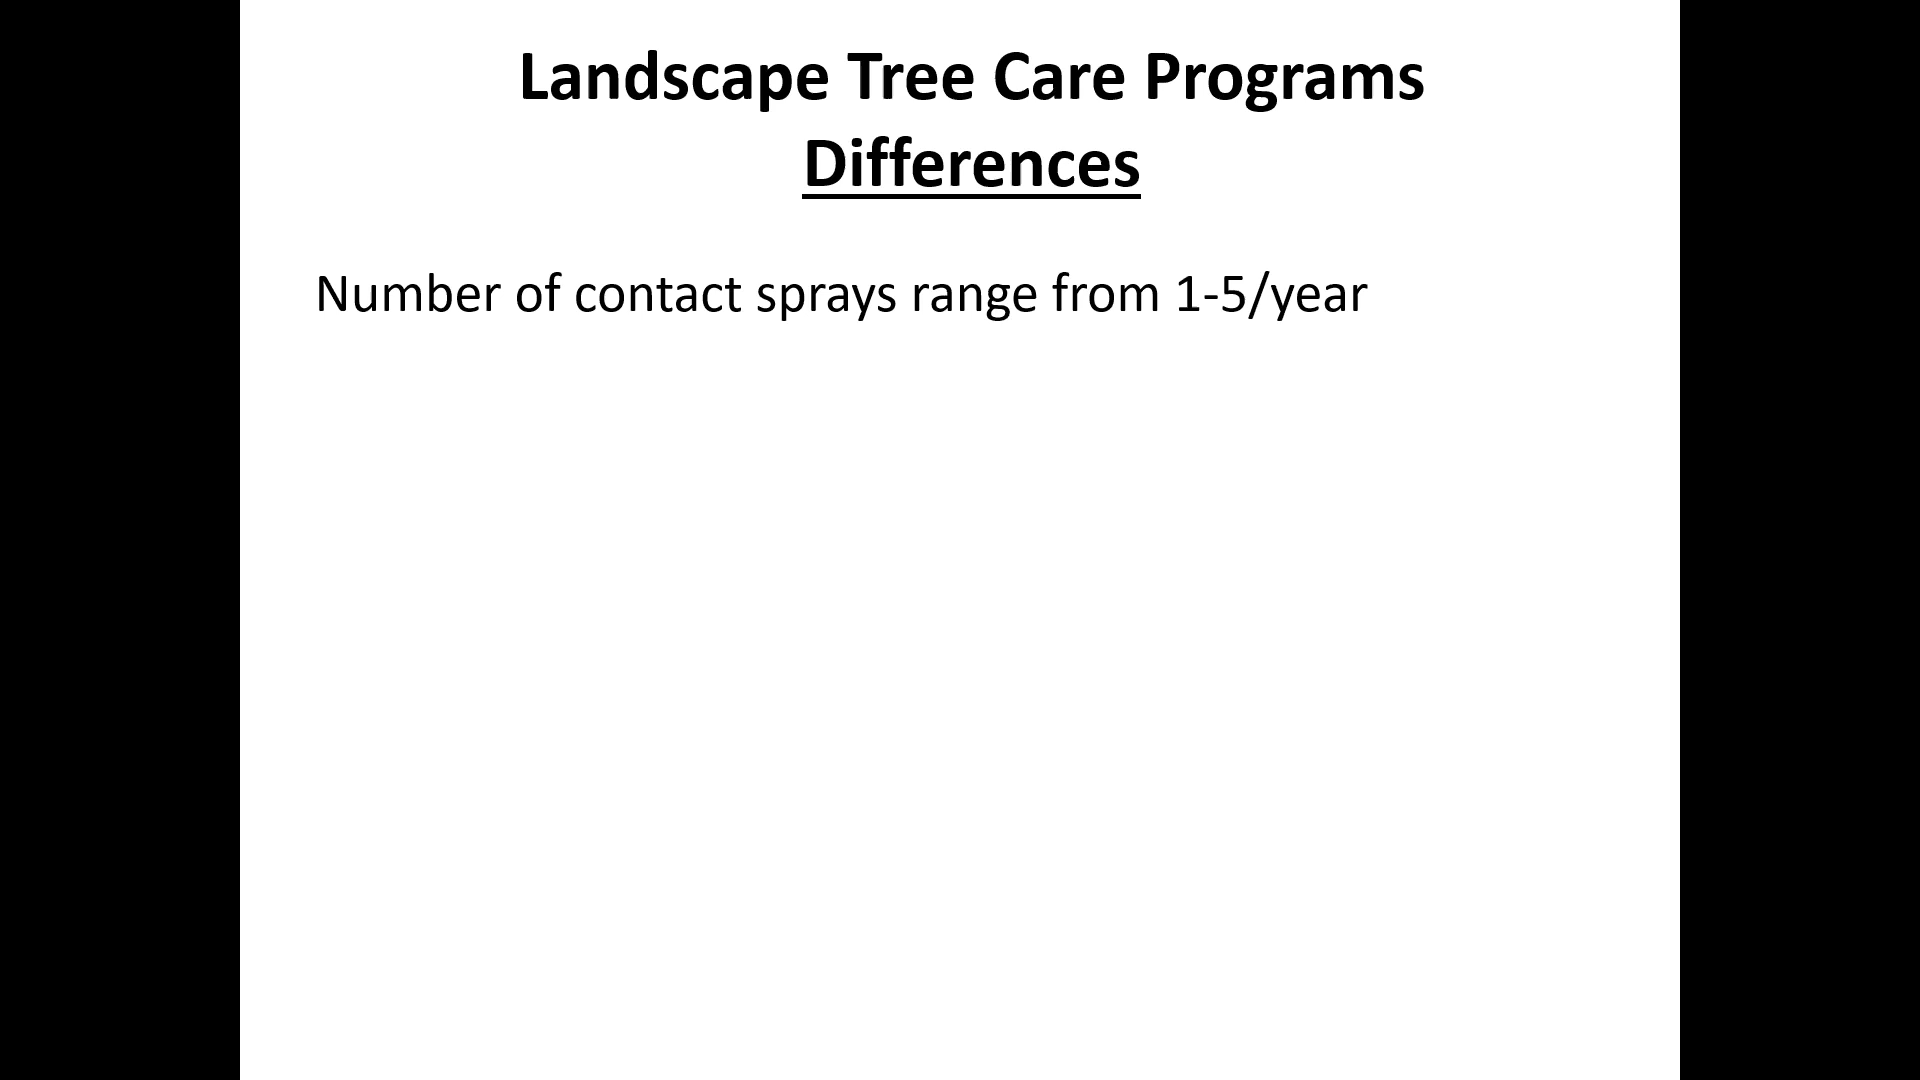 Landscape Tree Care Programs
Differences
Number of contact sprays range from 1-5/year